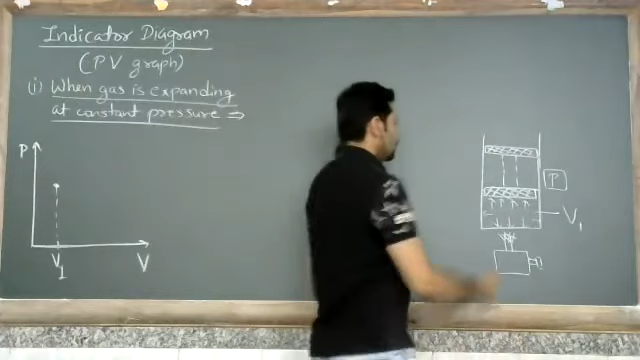 Indicator Diagram
(PV graph)
(i) When gas is expanding
at constant pressure ⇒
P
V₁
V
P
V₁